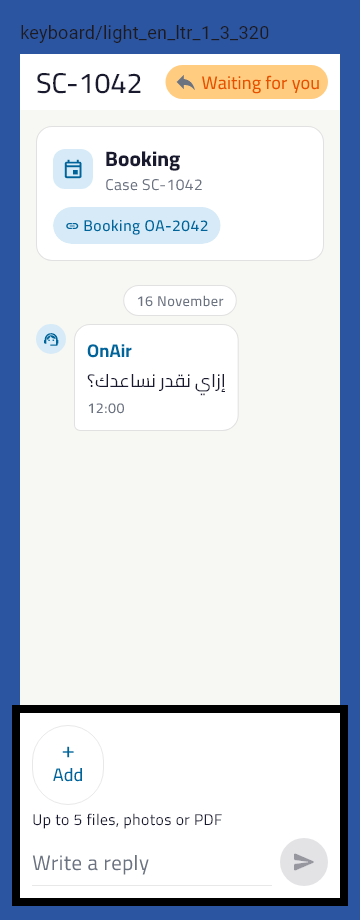 keyboard/light_en_ltr_1_3_320
SC-1042
Waiting for you
Booking
Case SC-1042
Booking OA-2042
16 November
OnAir
إزاي نقدر نساعدك؟
12:00
+
Add
Up to 5 files, photos or PDF
Write a reply